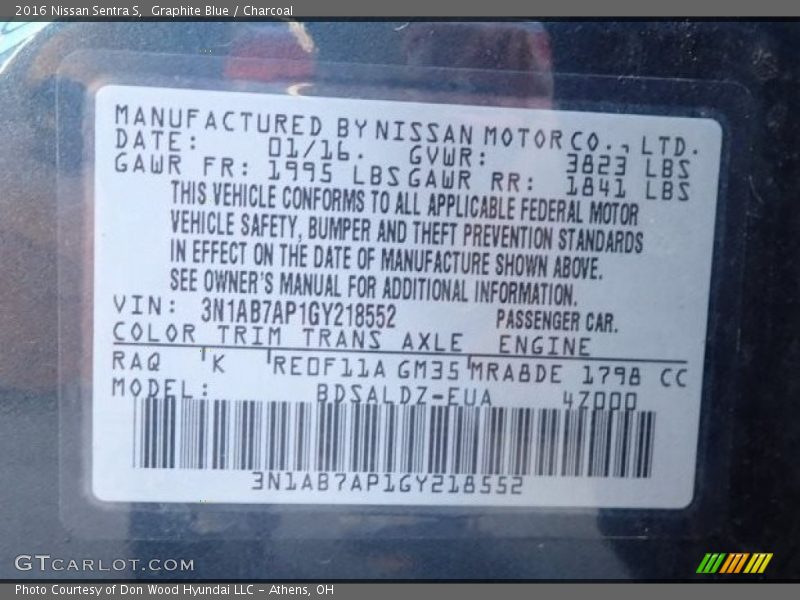 2016 Nissan Sentra S, Graphite Blue / Charcoal
MANUFACTURED BY NISSAN MOTOR CO., LTD.
DATE: 01/16. GVWR: 3823 LBS
GAWR FR: 1995 LBS GAWR RR: 1841 LBS
THIS VEHICLE CONFORMS TO ALL APPLICABLE FEDERAL MOTOR
VEHICLE SAFETY, BUMPER AND THEFT PREVENTION STANDARDS
IN EFFECT ON THE DATE OF MANUFACTURE SHOWN ABOVE.
SEE OWNER'S MANUAL FOR ADDITIONAL INFORMATION.
VIN: 3N1AB7AP1GY218552 PASSENGER CAR.
COLOR TRIM TRANS AXLE ENGINE
RAQ K RE0F11A GM35 MRA8DE 1798 CC
MODEL: BDSALDZ-EUA 4Z000
3N1AB7AP1GY218552
GTCARLOT.COM
Photo Courtesy of Don Wood Hyundai LLC - Athens, OH